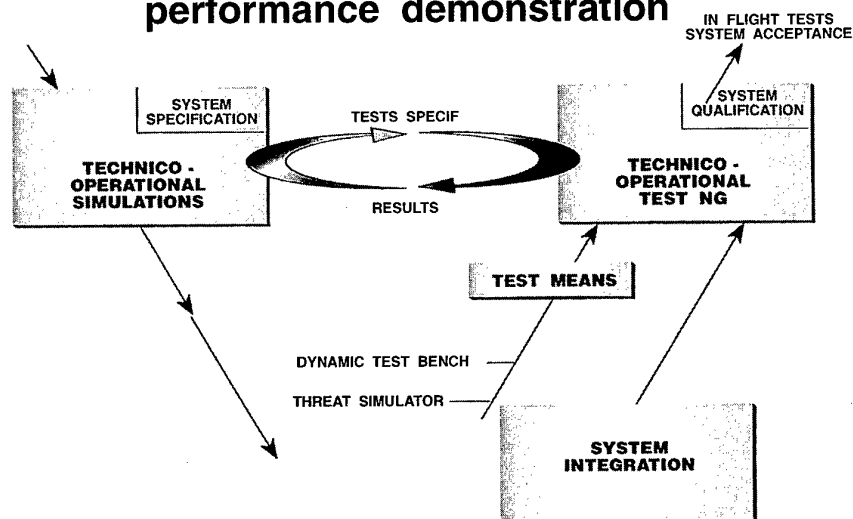 performance demonstration
IN FLIGHT TESTS
SYSTEM ACCEPTANCE
SYSTEM
SPECIFICATION
TECHNICO -
OPERATIONAL
SIMULATIONS
TESTS SPECIF
RESULTS
SYSTEM
QUALIFICATION
TECHNICO -
OPERATIONAL
TEST NG
TEST MEANS
DYNAMIC TEST BENCH
THREAT SIMULATOR
SYSTEM
INTEGRATION